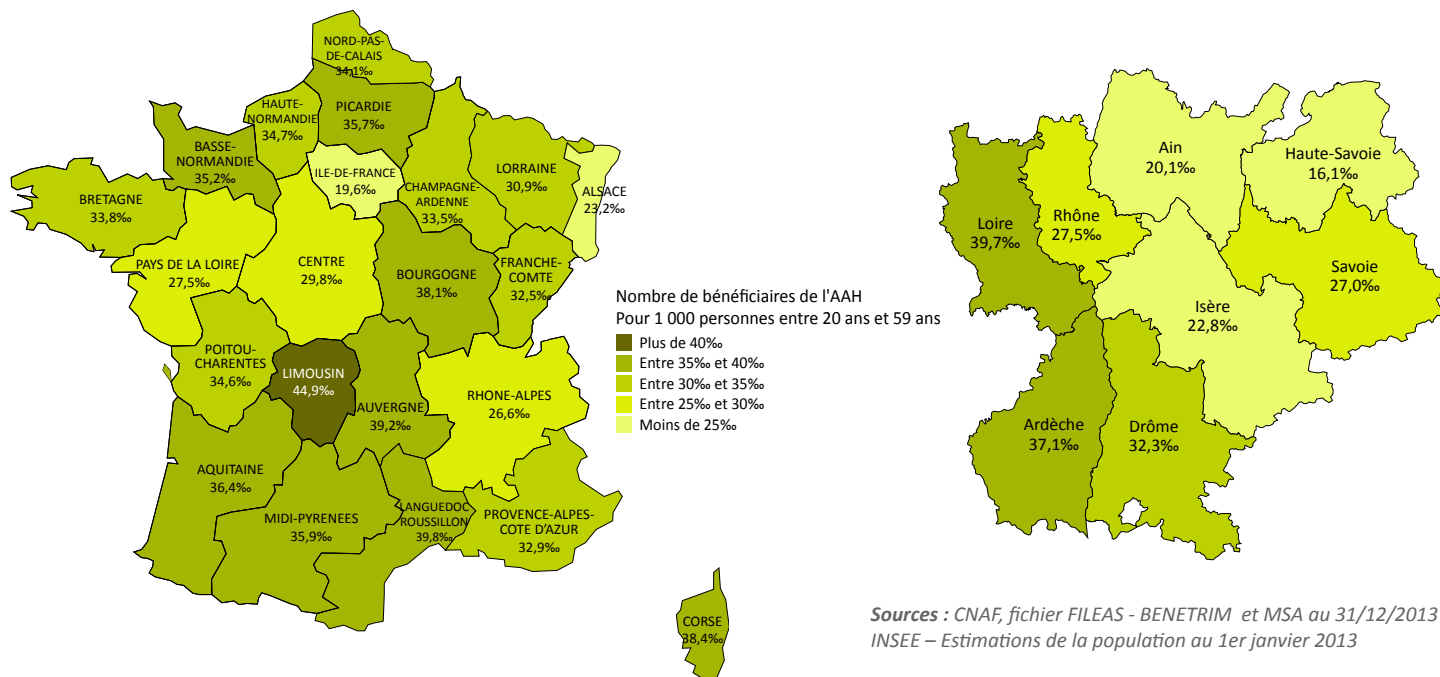 NORD-PAS-
DE-CALAIS
34,1‰
HAUTE-
NORMANDIE
34,7‰
PICARDIE
35,7‰
BASSE-
NORMANDIE
35,2‰
ILE-DE-FRANCE
19,6‰
CHAMPAGNE-
ARDENNE
33,5‰
LORRAINE
30,9‰
ALSACE
23,2‰
BRETAGNE
33,8‰
PAYS DE LA LOIRE
27,5‰
CENTRE
29,8‰
BOURGOGNE
38,1‰
FRANCHE-
COMTE
32,5‰
POITOU-
CHARENTES
34,6‰
LIMOUSIN
44,9‰
AUVERGNE
39,2‰
RHONE-ALPES
26,6‰
AQUITAINE
36,4‰
MIDI-PYRENEES
35,9‰
LANGUEDOC
ROUSSILLON
39,8‰
PROVENCE-ALPES-
COTE D'AZUR
32,9‰
CORSE
38,4‰
Nombre de bénéficiaires de l'AAH
Pour 1 000 personnes entre 20 ans et 59 ans
Plus de 40‰
Entre 35‰ et 40‰
Entre 30‰ et 35‰
Entre 25‰ et 30‰
Moins de 25‰
Ain
20,1‰
Haute-Savoie
16,1‰
Loire
39,7‰
Rhône
27,5‰
Savoie
27,0‰
Isère
22,8‰
Ardèche
37,1‰
Drôme
32,3‰
Sources : CNAF, fichier FILEAS - BENETRIM et MSA au 31/12/2013
INSEE – Estimations de la population au 1er janvier 2013